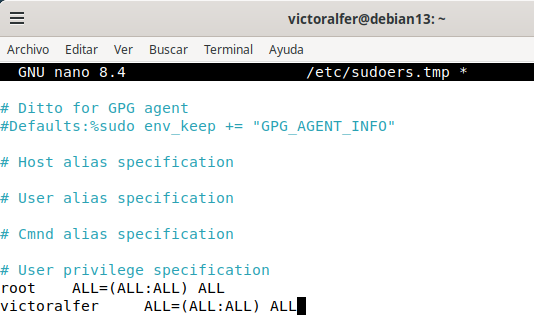 victoralfer@debian13: ~
Archivo Editar Ver Buscar Terminal Ayuda
GNU nano 8.4 /etc/sudoers.tmp *
# Ditto for GPG agent
#Defaults:%sudo env_keep += "GPG_AGENT_INFO"
# Host alias specification
# User alias specification
# Cmnd alias specification
# User privilege specification
root    ALL=(ALL:ALL) ALL
victoralfer     ALL=(ALL:ALL) ALL